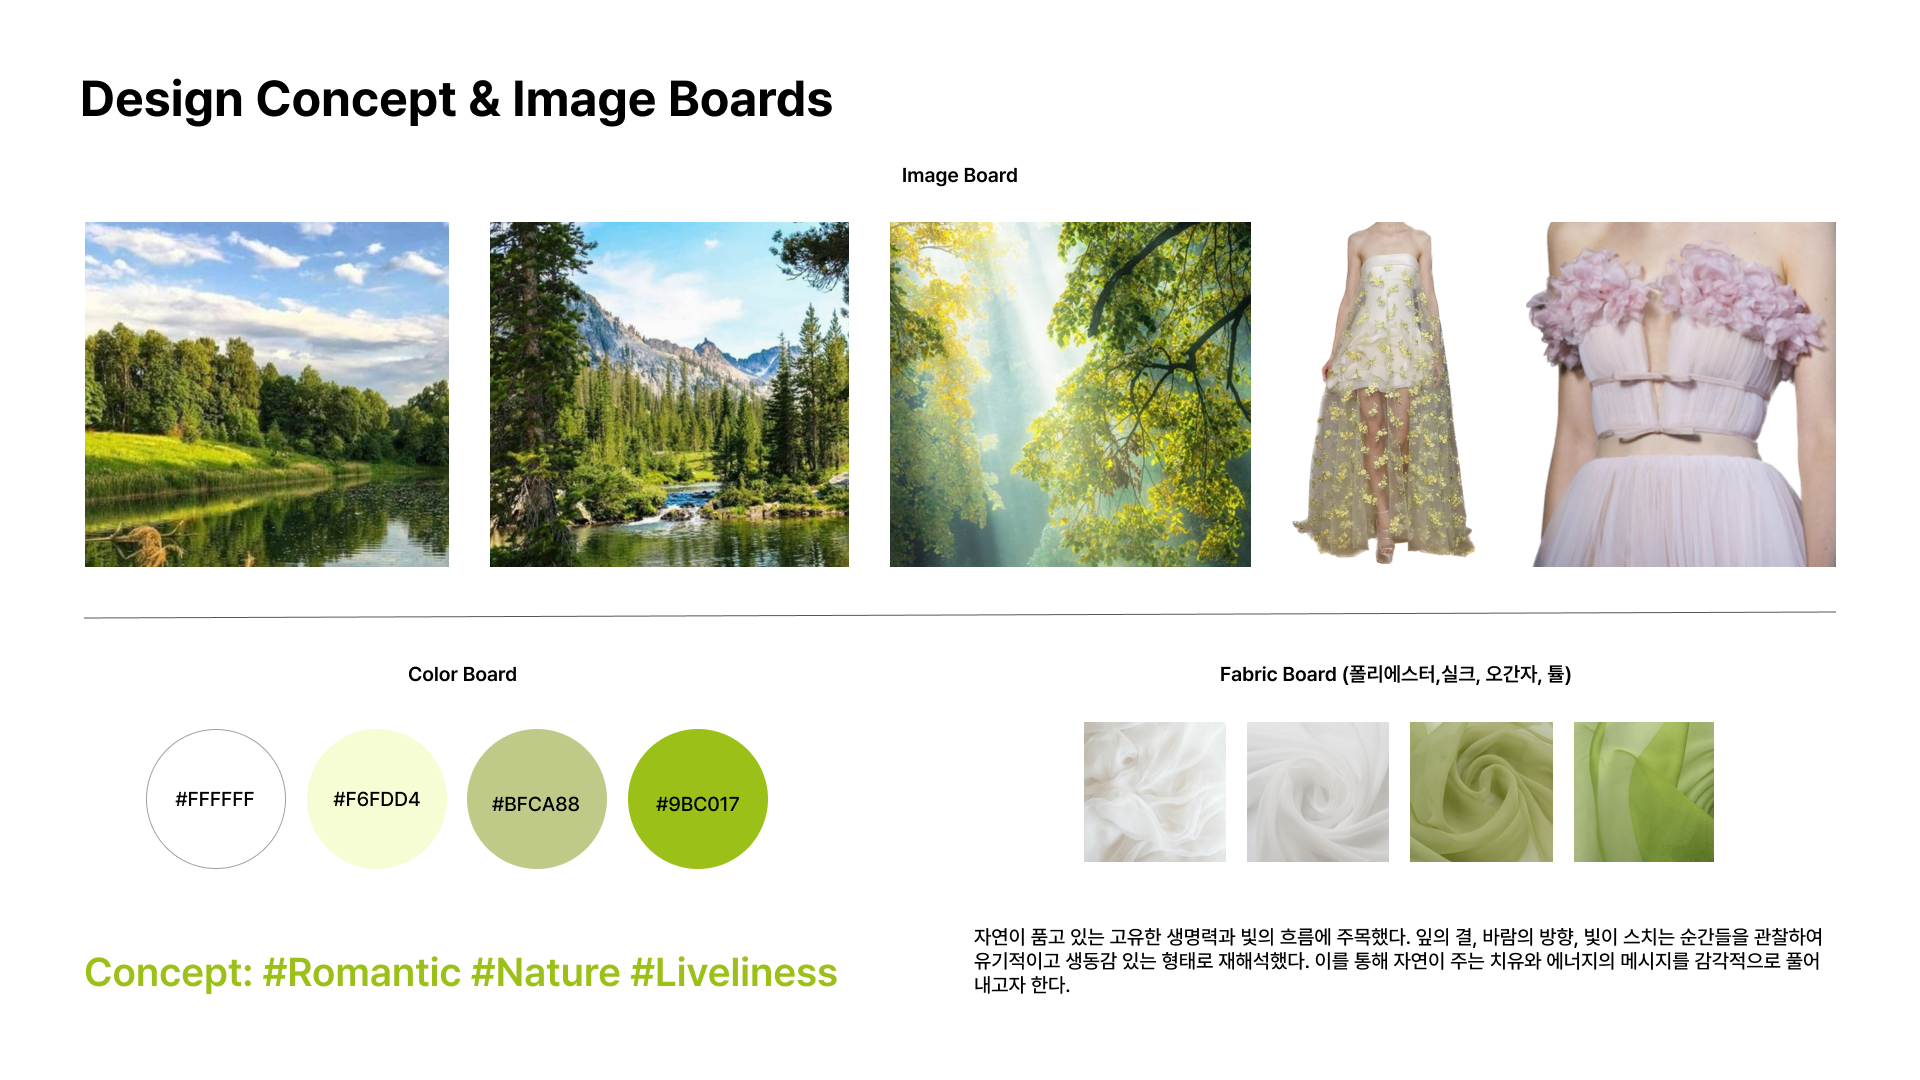 Design Concept & Image Boards
Image Board
Color Board
#FFFFFF
#F6FDD4
#BFCA88
#9BC017
Fabric Board (폴리에스터,실크, 오간자, 튤)
Concept: #Romantic #Nature #Liveliness
자연이 품고 있는 고유한 생명력과 빛의 흐름에 주목했다. 잎의 결, 바람의 방향, 빛이 스치는 순간들을 관찰하여
유기적이고 생동감 있는 형태로 재해석했다. 이를 통해 자연이 주는 치유와 에너지의 메시지를 감각적으로 풀어
내고자 한다.